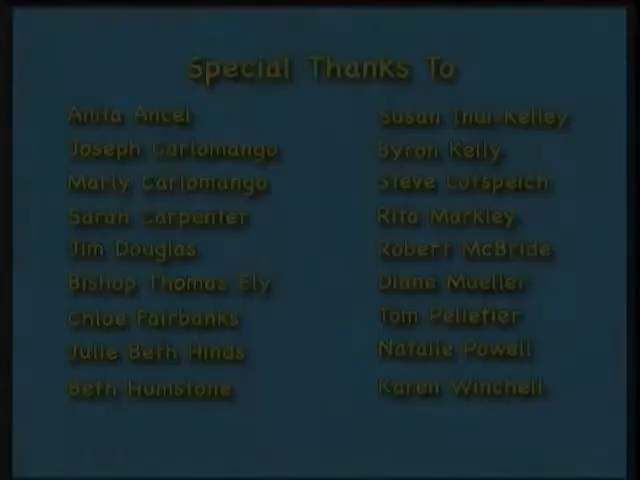 Special Thanks To
Anita Ancel
Joseph Carlomango
Marly Carlomango
Sarah Carpenter
Jim Douglas
Bishop Thomas Ely
Chloe Fairbanks
Julie Beth Hinds
Beth Humstone
Susan Inui-Kelley
Byron Kelly
Steve Lotspeich
Rita Markley
Robert McBride
Diane Mueller
Tom Pelletier
Natalie Powell
Karen Winchell